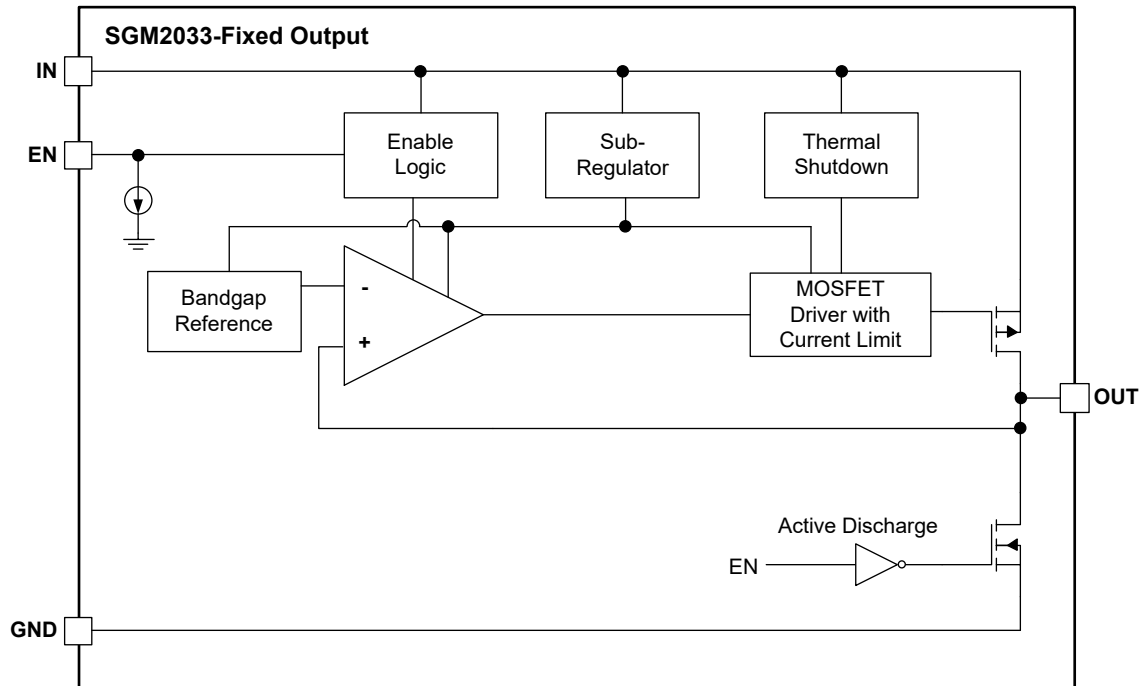 SGM2033-Fixed Output
IN
EN
Enable
Logic
Sub-
Regulator
Thermal
Shutdown
Bandgap
Reference
-
+
MOSFET
Driver with
Current Limit
OUT
Active Discharge
EN
GND